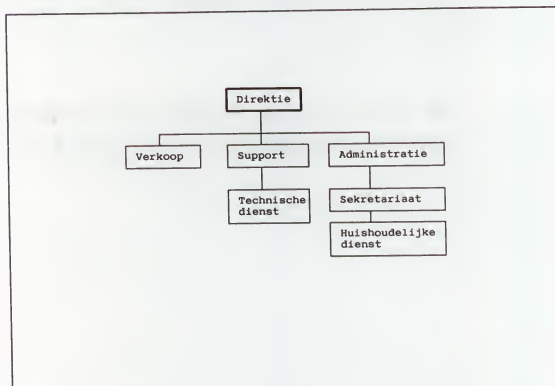 Direktie
Verkoop
Support
Administratie
Technische
dienst
Sekretariaat
Huishoudelijke
dienst